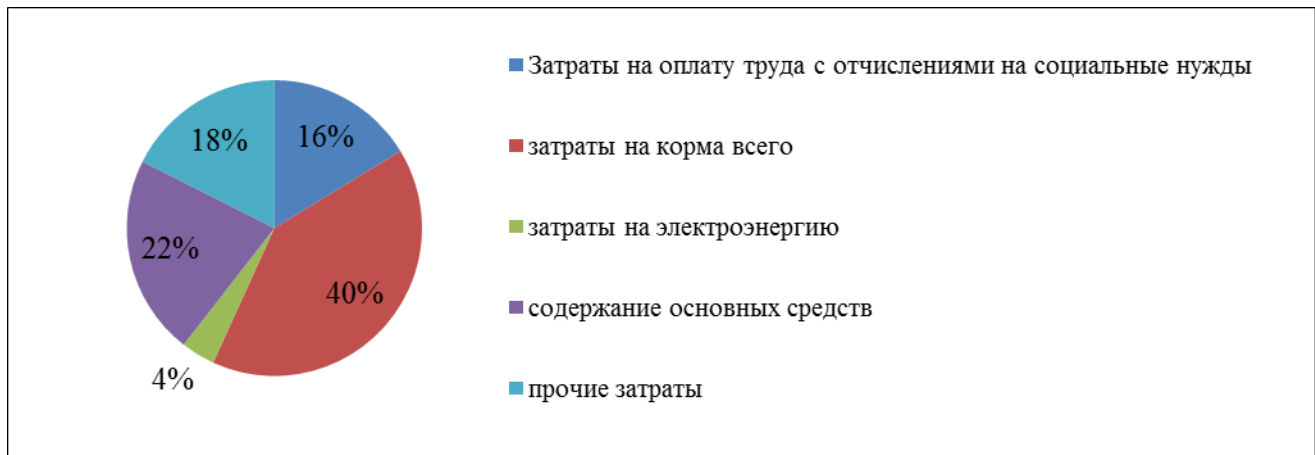 Затраты на оплату труда с отчислениями на социальные нужды
затраты на корма всего
затраты на электроэнергию
содержание основных средств
прочие затраты
18%
16%
22%
40%
4%